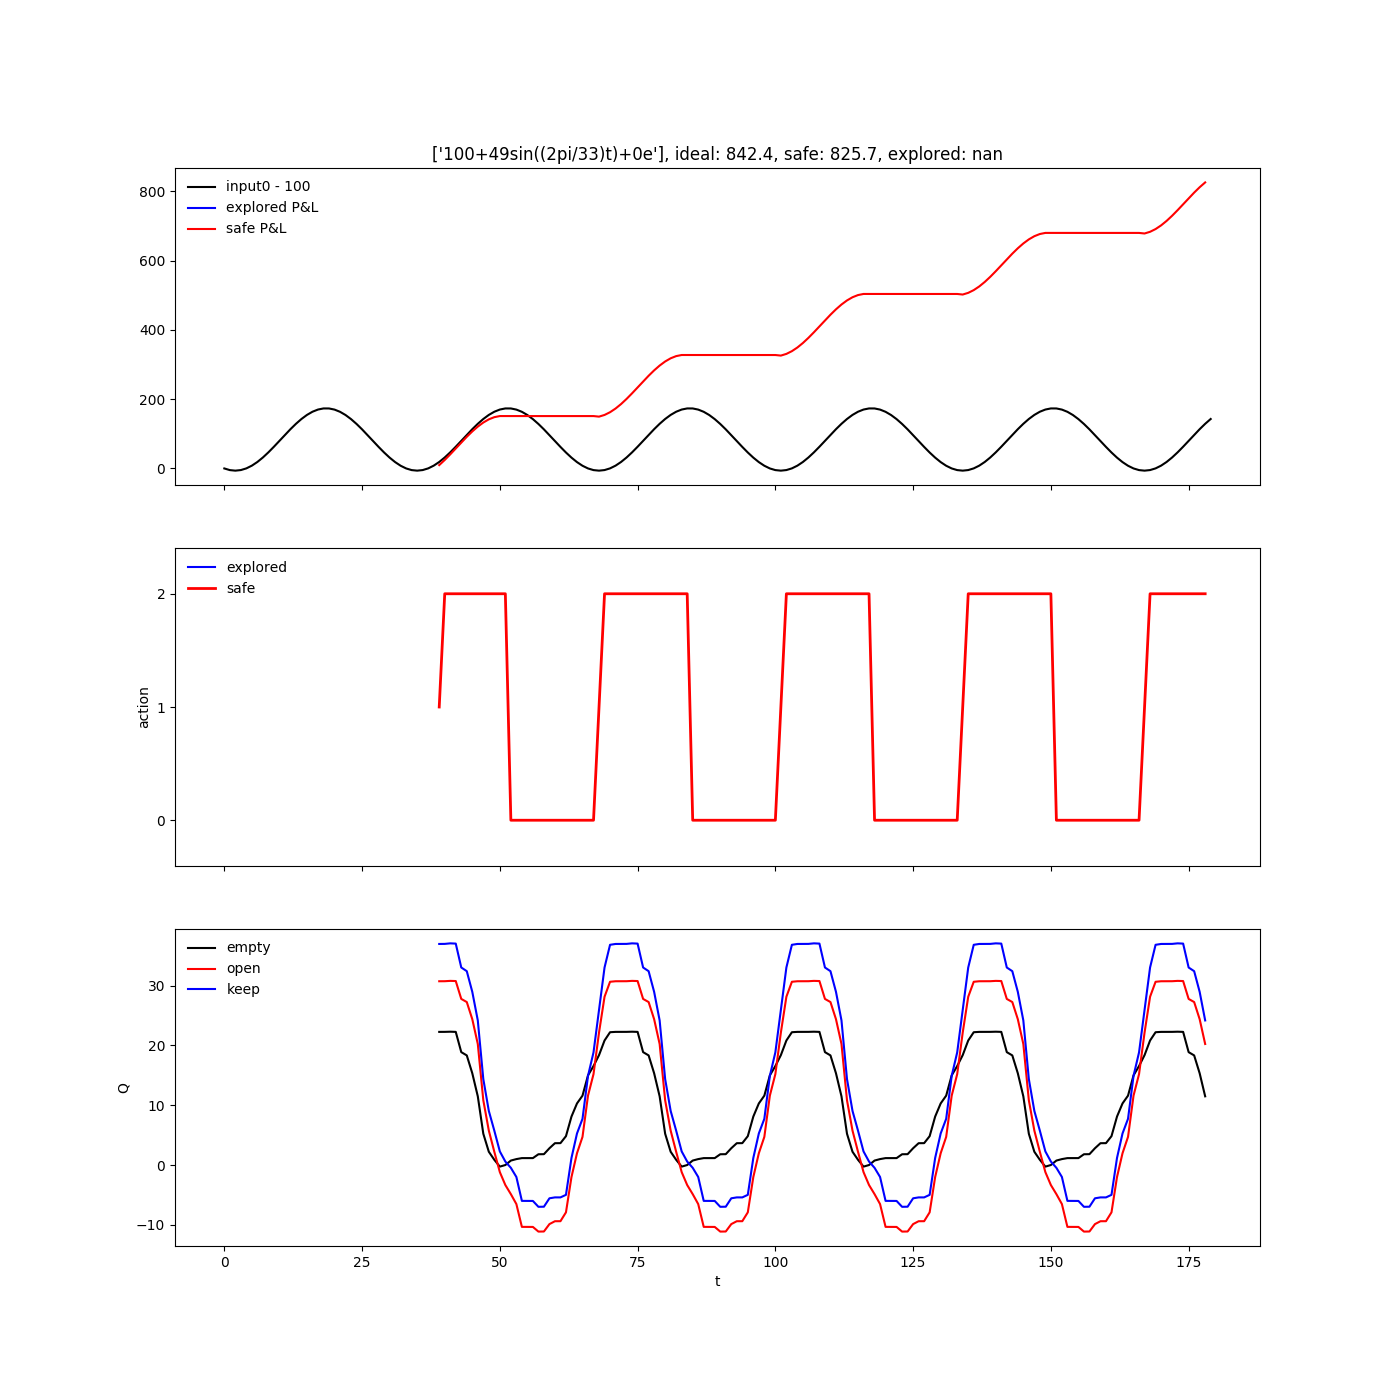 ['100+49sin((2pi/33)t)+0e'], ideal: 842.4, safe: 825.7, explored: nan
input0 - 100
explored P&L
safe P&L
800
600
400
200
0
explored
safe
2
1
0
action
empty
open
keep
30
20
10
0
−10
Q
0 25 50 75 100 125 150 175
t